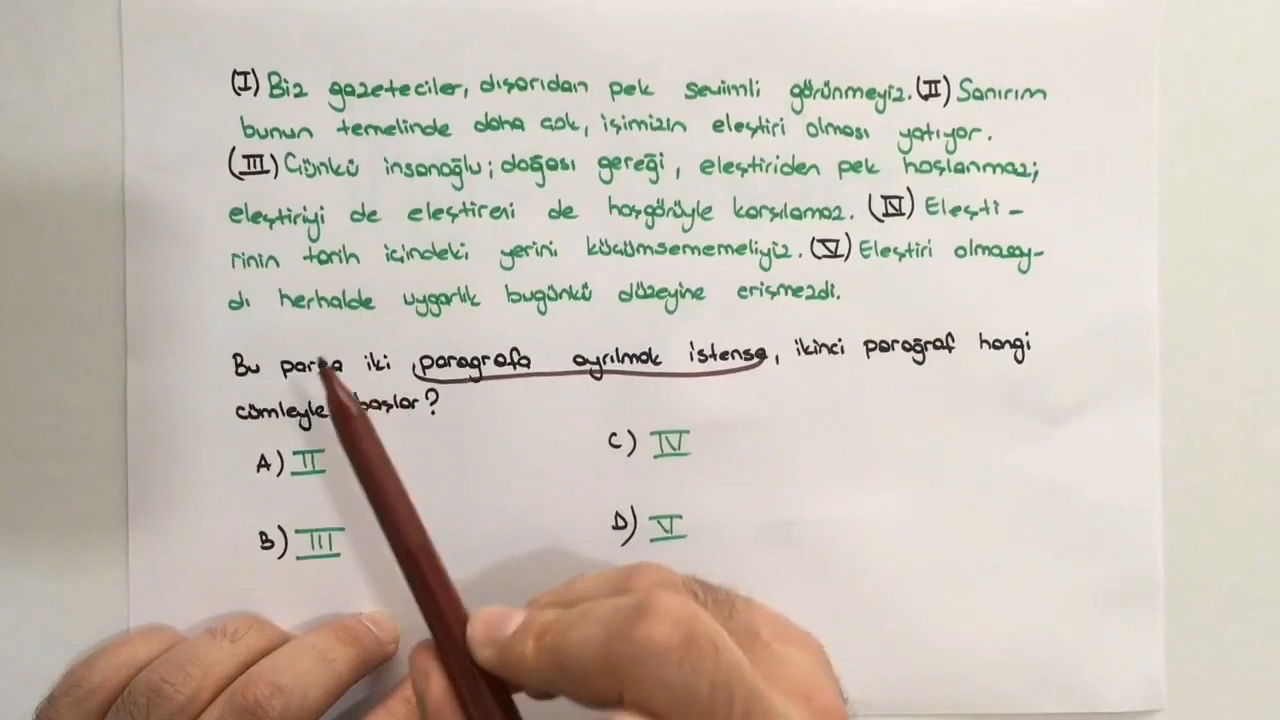 (I) Biz gazeteciler, dışarıdan pek sevimli görünmeyiz. (II) Sanırım
bunun temelinde daha çok, işimizin eleştiri olması yatıyor.
(III) Çünkü insanoğlu; doğası gereği, eleştiriden pek hoşlanmaz;
eleştiriyi de eleştireni de hoşgörüyle karşılamaz. (IV) Eleşti-
rinin tarih içindeki yerini küçümsememeliyiz. (V) Eleştiri olmasay-
dı herhalde uygarlık bugünkü düzeyine erişmezdi.
Bu parça iki paragrafa ayrılmak istense, ikinci paragraf hangi
cümleyle başlar?
A) II
B) III
C) IV
D) V